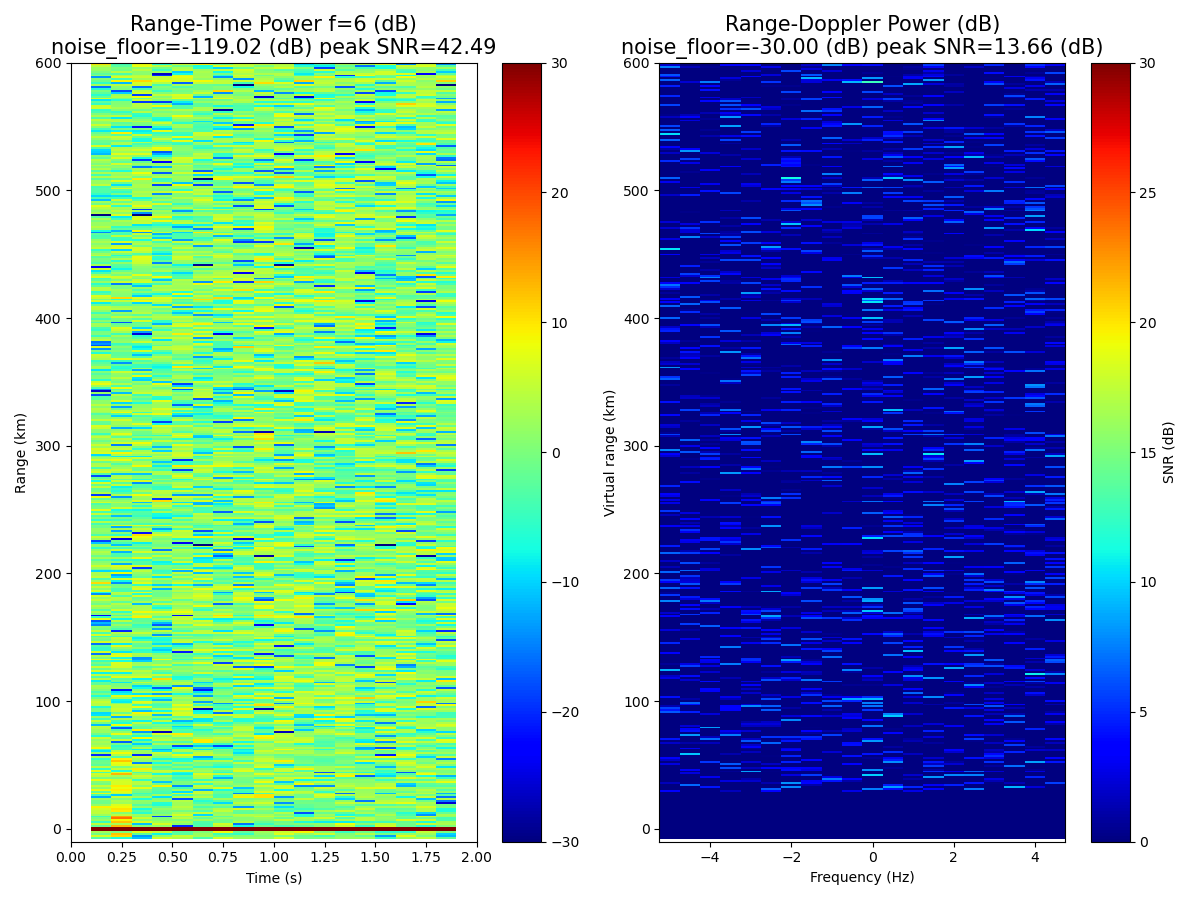 Range-Time Power f=6 (dB)
noise_floor=-119.02 (dB) peak SNR=42.49
Range-Doppler Power (dB)
noise_floor=-30.00 (dB) peak SNR=13.66 (dB)
600
500
400
300
200
100
0
Range (km)
0.00 0.25 0.50 0.75 1.00 1.25 1.50 1.75 2.00
Time (s)
30
20
10
0
−10
−20
−30
600
500
400
300
200
100
0
Virtual range (km)
−4 −2 0 2 4
Frequency (Hz)
30
25
20
15
10
5
0
SNR (dB)